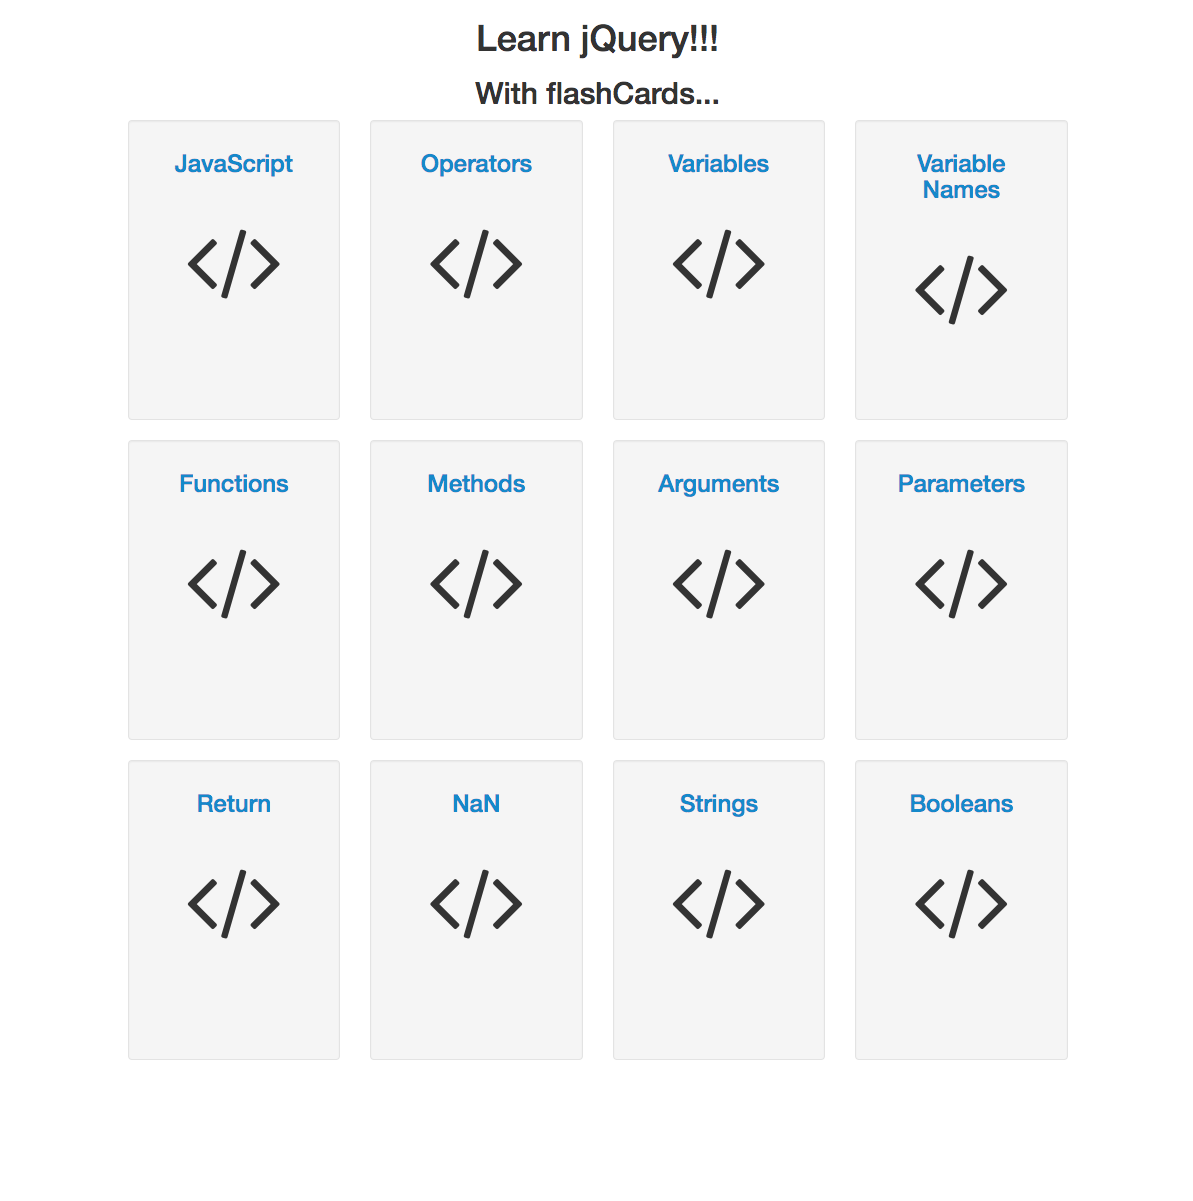 Learn jQuery!!!
With flashCards...
JavaScript
Operators
Variables
Variable
Names
</>
</>
</>
</>
Functions
Methods
Arguments
Parameters
</>
</>
</>
</>
Return
NaN
Strings
Booleans
</>
</>
</>
</>